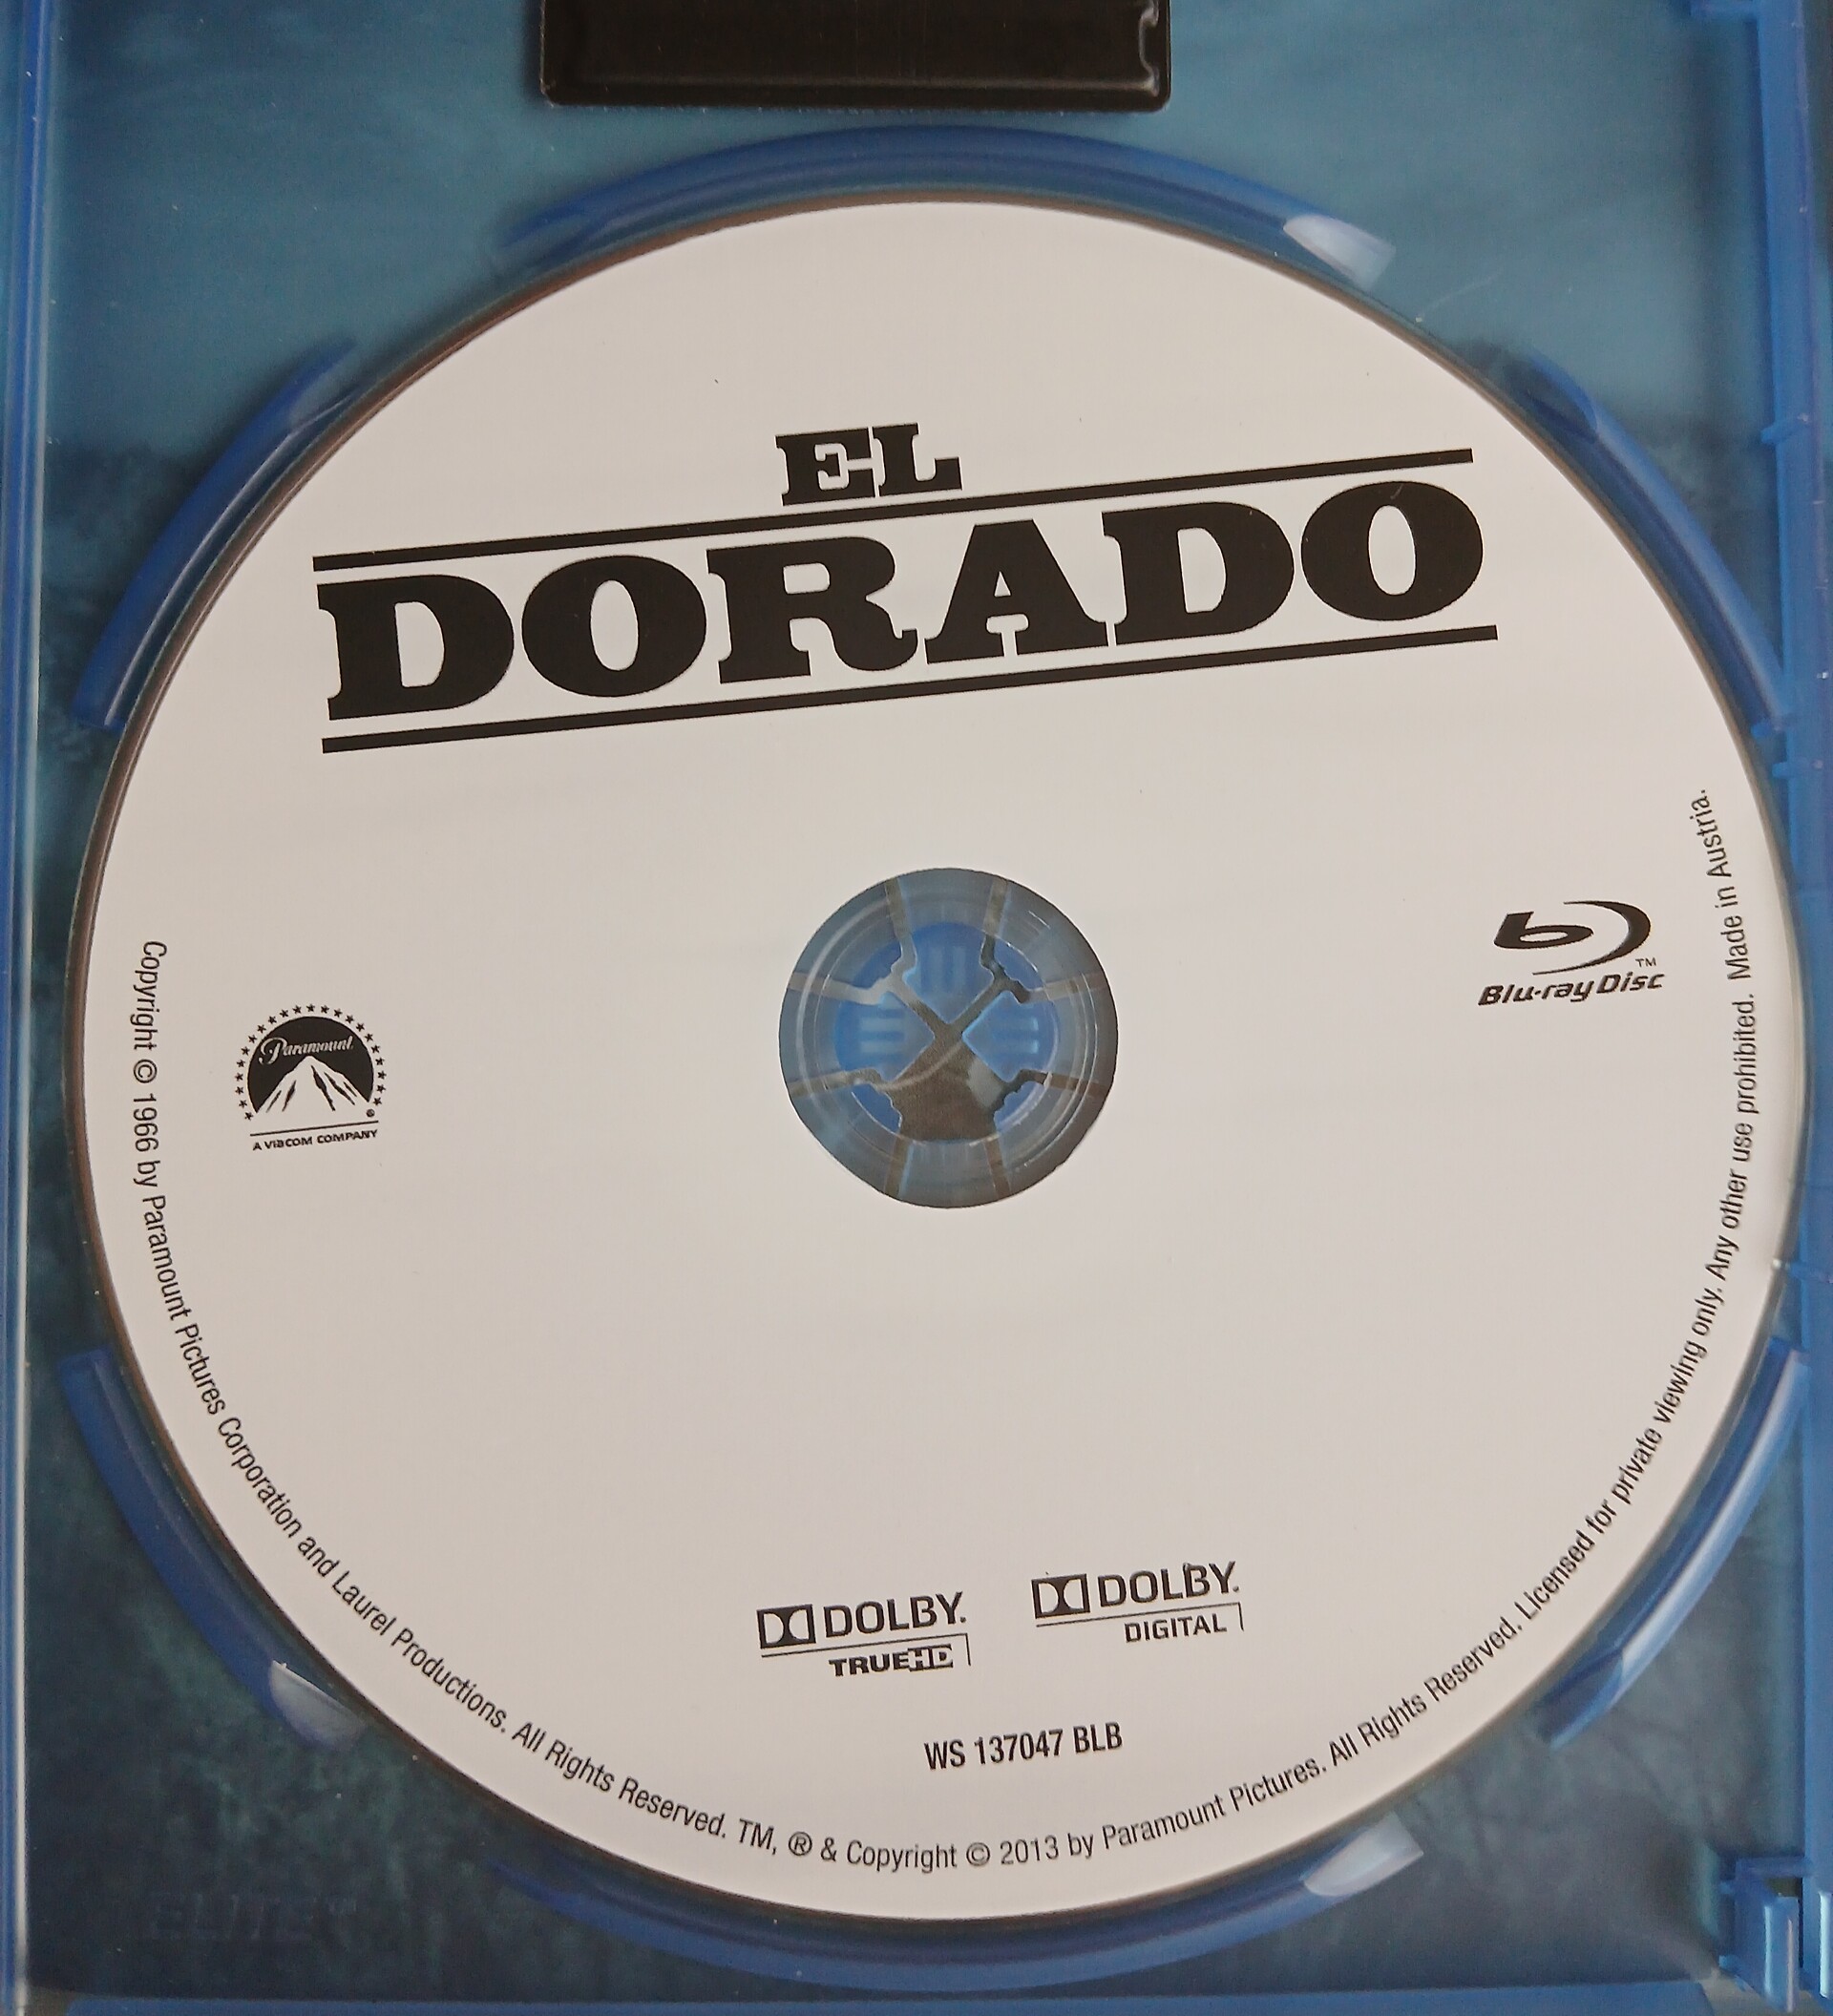 EL
DORADO
Paramount
®
A VIACOM COMPANY
TM
Blu-ray Disc
DOLBY.
TRUEHD
DOLBY.
DIGITAL
WS 137047 BLB
Copyright © 1966 by Paramount Pictures Corporation and Laurel Productions. All Rights Reserved. TM, ® & Copyright © 2013 by Paramount Pictures. All Rights Reserved. Licensed for private viewing only. Any other use prohibited. Made in Austria.
ELITE